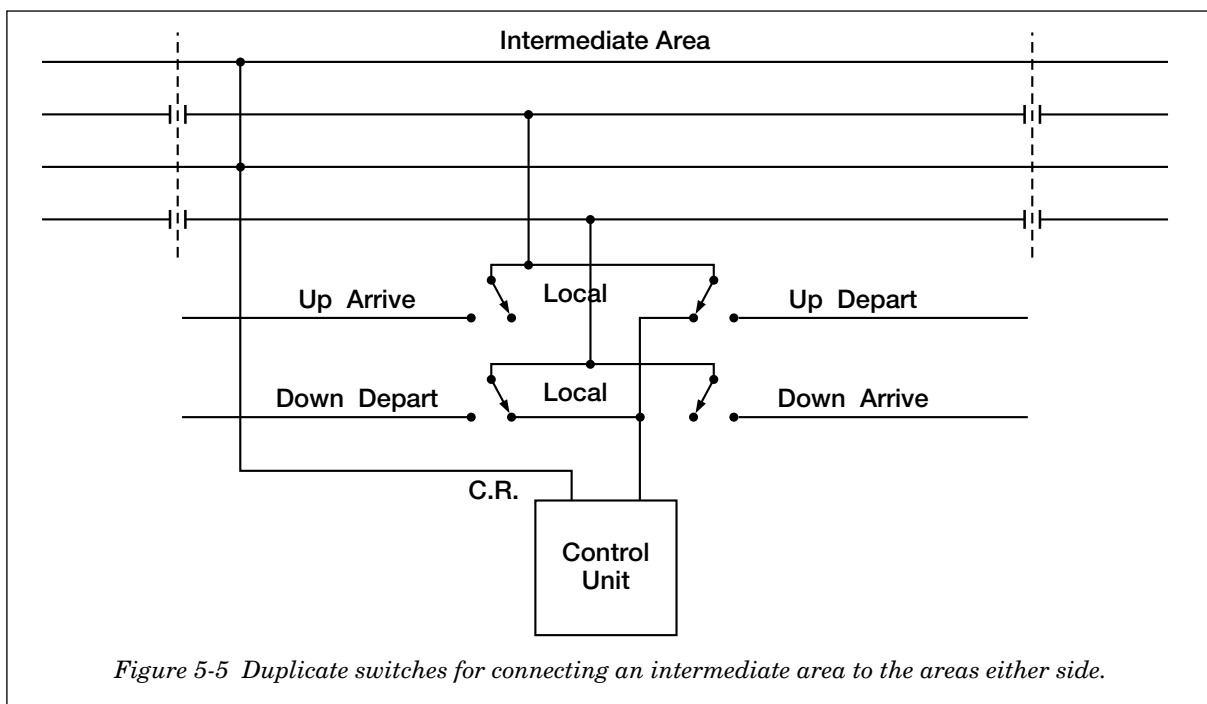 Intermediate Area
Up Arrive
Local
Up Depart
Down Depart
Local
Down Arrive
C.R.
Control
Unit
Figure 5-5 Duplicate switches for connecting an intermediate area to the areas either side.